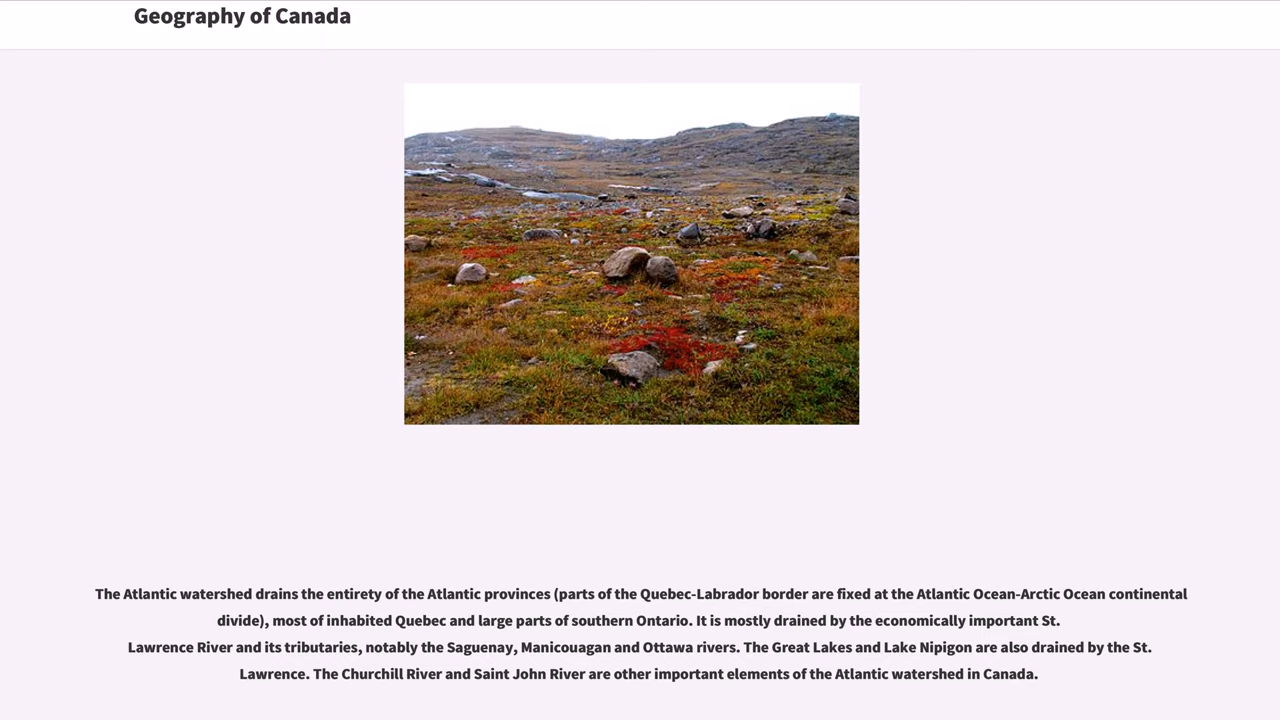 Geography of Canada
The Atlantic watershed drains the entirety of the Atlantic provinces (parts of the Quebec-Labrador border are fixed at the Atlantic Ocean-Arctic Ocean continental
divide), most of inhabited Quebec and large parts of southern Ontario. It is mostly drained by the economically important St.
Lawrence River and its tributaries, notably the Saguenay, Manicouagan and Ottawa rivers. The Great Lakes and Lake Nipigon are also drained by the St.
Lawrence. The Churchill River and Saint John River are other important elements of the Atlantic watershed in Canada.